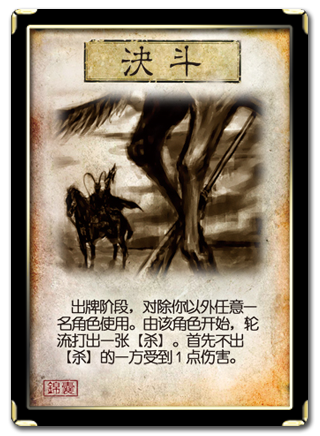 决斗
出牌阶段，对除你以外任意一
名角色使用。由该角色开始，轮
流打出一张【杀】。首先不出
【杀】的一方受到1点伤害。
錦囊